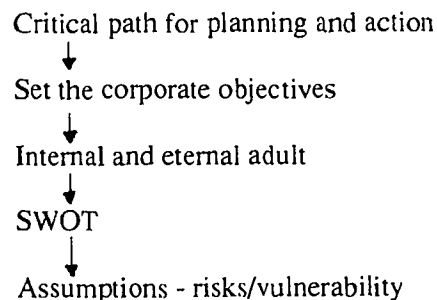 Critical path for planning and action
Set the corporate objectives
Internal and eternal adult
SWOT
Assumptions - risks/vulnerability